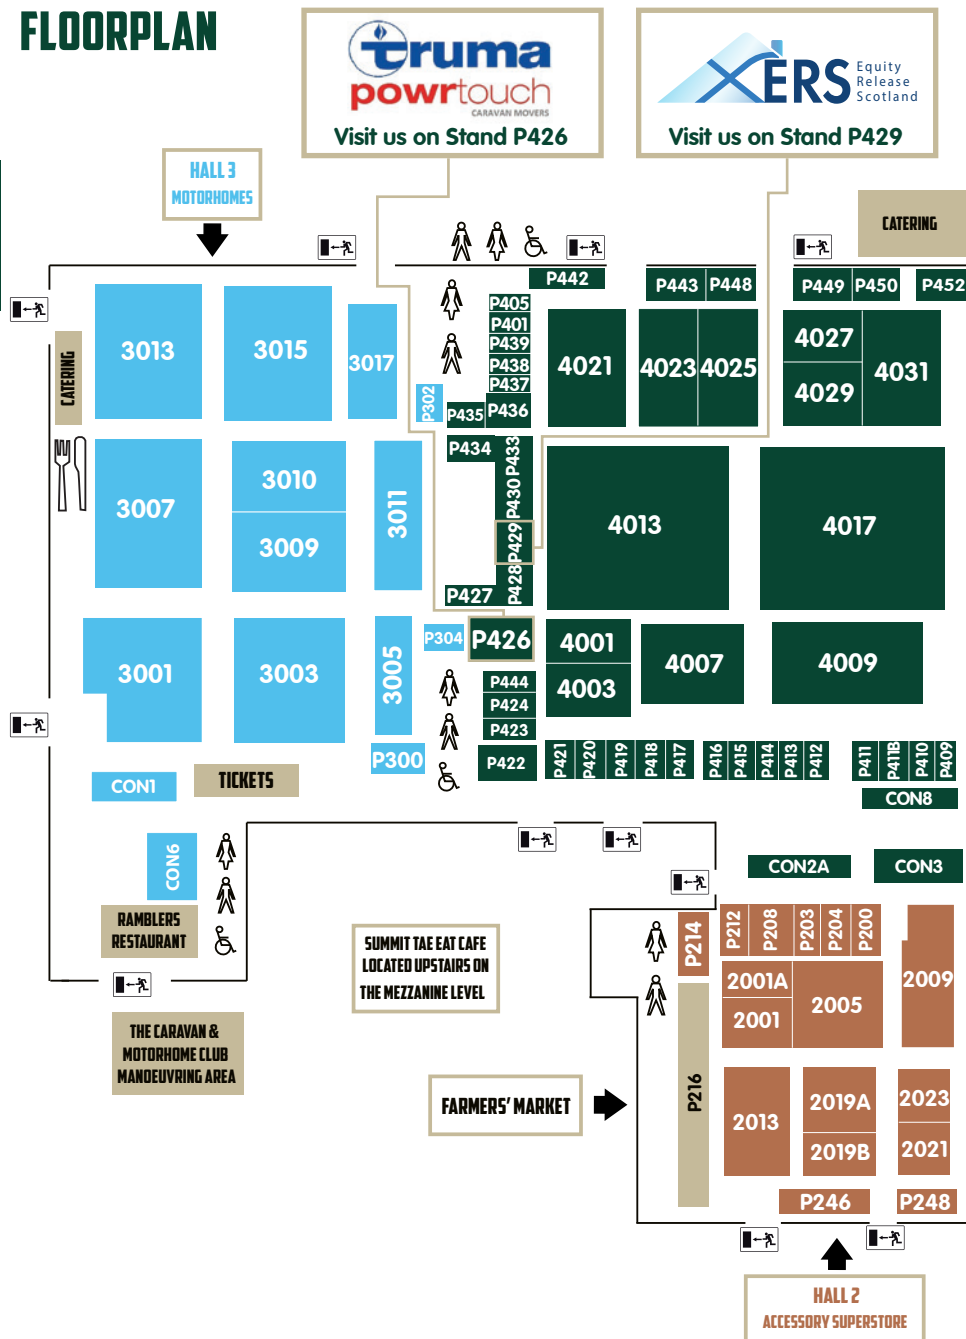 FLOORPLAN
truma
powrtouch
CARAVAN MOVERS
Visit us on Stand P426
ERS
Equity
Release
Scotland
Visit us on Stand P429
HALL 3
MOTORHOMES
CATERING
P442
P443
P448
P449
P450
P452
3013
3015
3017
CATERING
P302
P405
P401
P439
P438
P437
P435
P436
4021
4023
4025
4027
4029
4031
3007
3010
3009
3011
P434
P433
P430
P429
P428
P427
4013
4017
3001
3003
3005
P304
P426
4001
4003
4007
4009
P444
P424
P423
P422
P300
P421
P420
P419
P418
P417
P416
P415
P414
P413
P412
P411
P411B
P410
P409
CON8
CON1
TICKETS
CON6
CON2A
CON3
RAMBLERS
RESTAURANT
SUMMIT TAE EAT CAFE
LOCATED UPSTAIRS ON
THE MEZZANINE LEVEL
P214
P212
P208
P203
P204
P200
2001A
2001
2005
2009
THE CARAVAN &
MOTORHOME CLUB
MANOEUVRING AREA
FARMERS' MARKET
P216
2013
2019A
2019B
2023
2021
P246
P248
HALL 2
ACCESSORY SUPERSTORE